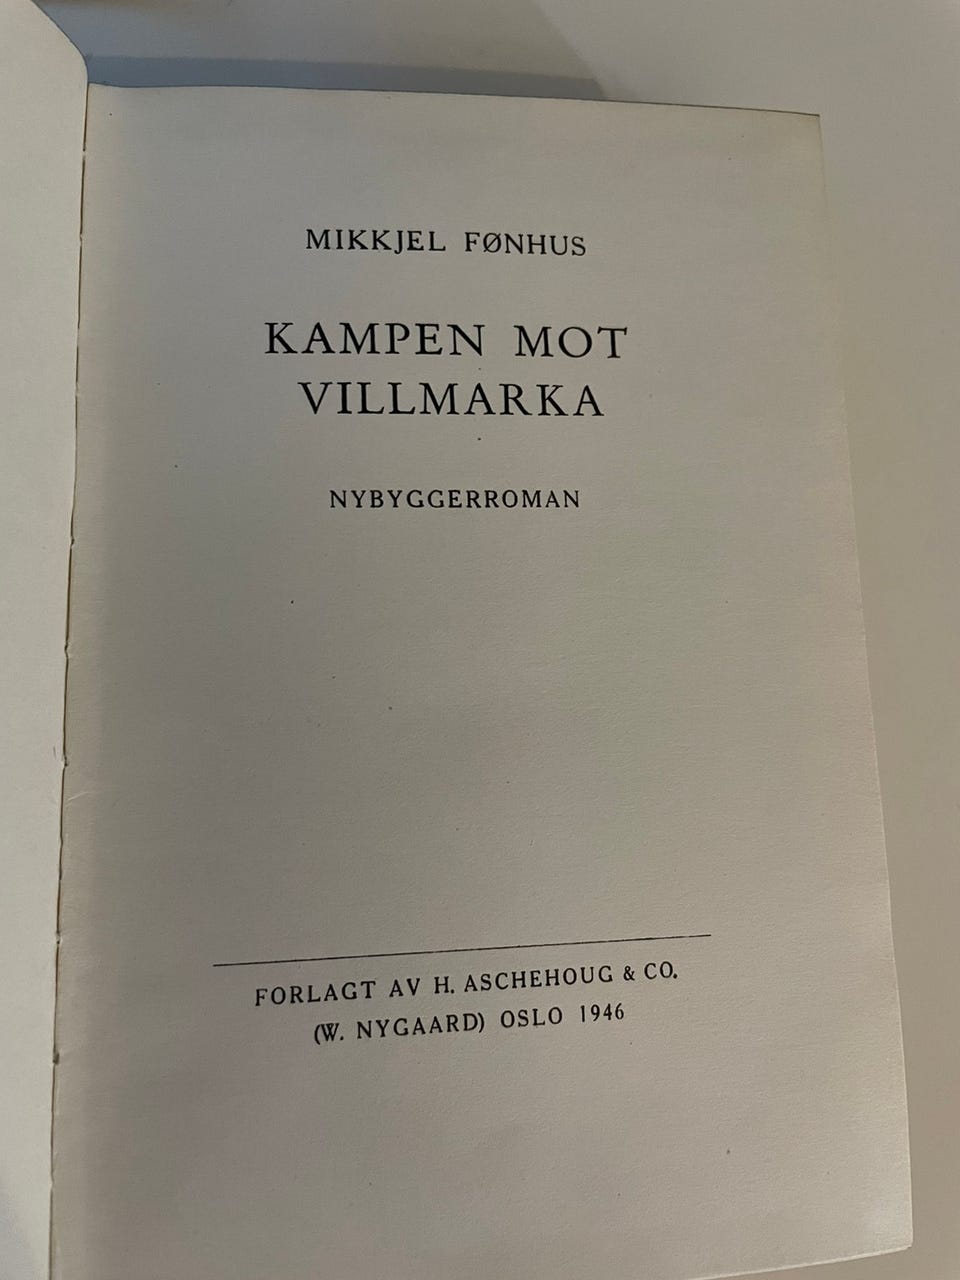 MIKKJEL FØNHUS
KAMPEN MOT
VILLMARKA
NYBYGGERROMAN
FORLAGT AV H. ASCHEHOUG & CO.
(W. NYGAARD) OSLO 1946